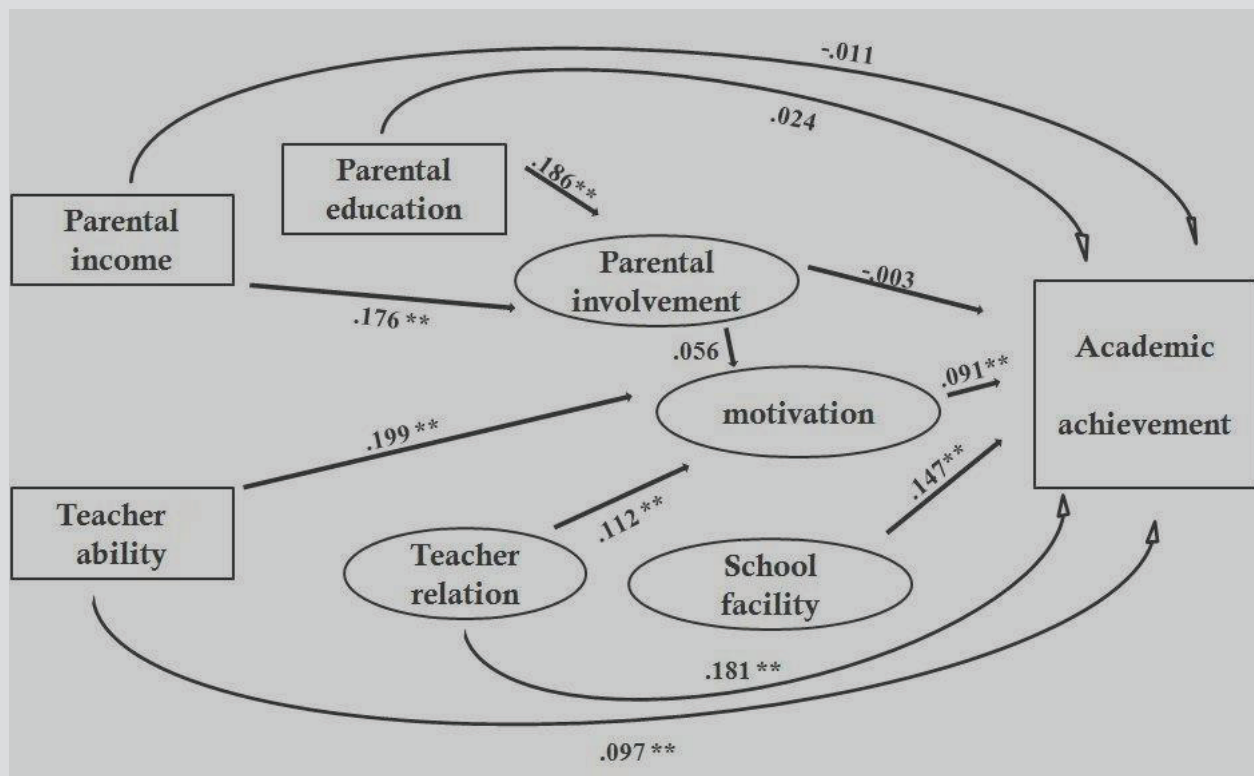 -.011
.024
Parental
education
.186**
Parental
income
Parental
involvement
-.003
.176**
.056
Academic
achievement
.091**
motivation
.199**
.147**
Teacher
ability
.112**
Teacher
relation
School
facility
.181**
.097**